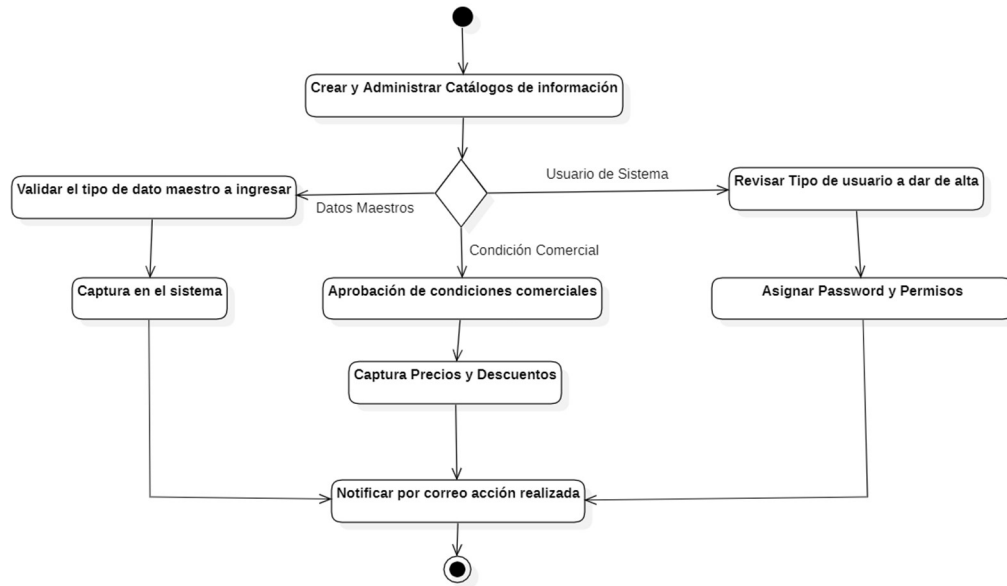 Crear y Administrar Catálogos de información
Usuario de Sistema
Validar el tipo de dato maestro a ingresar
Revisar Tipo de usuario a dar de alta
Datos Maestros
Condición Comercial
Captura en el sistema
Aprobación de condiciones comerciales
Asignar Password y Permisos
Captura Precios y Descuentos
Notificar por correo acción realizada